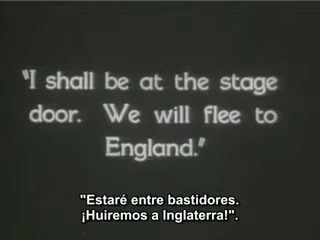 "I shall be at the stage
door. We will flee to
England."
"Estaré entre bastidores.
¡Huiremos a Inglaterra!".